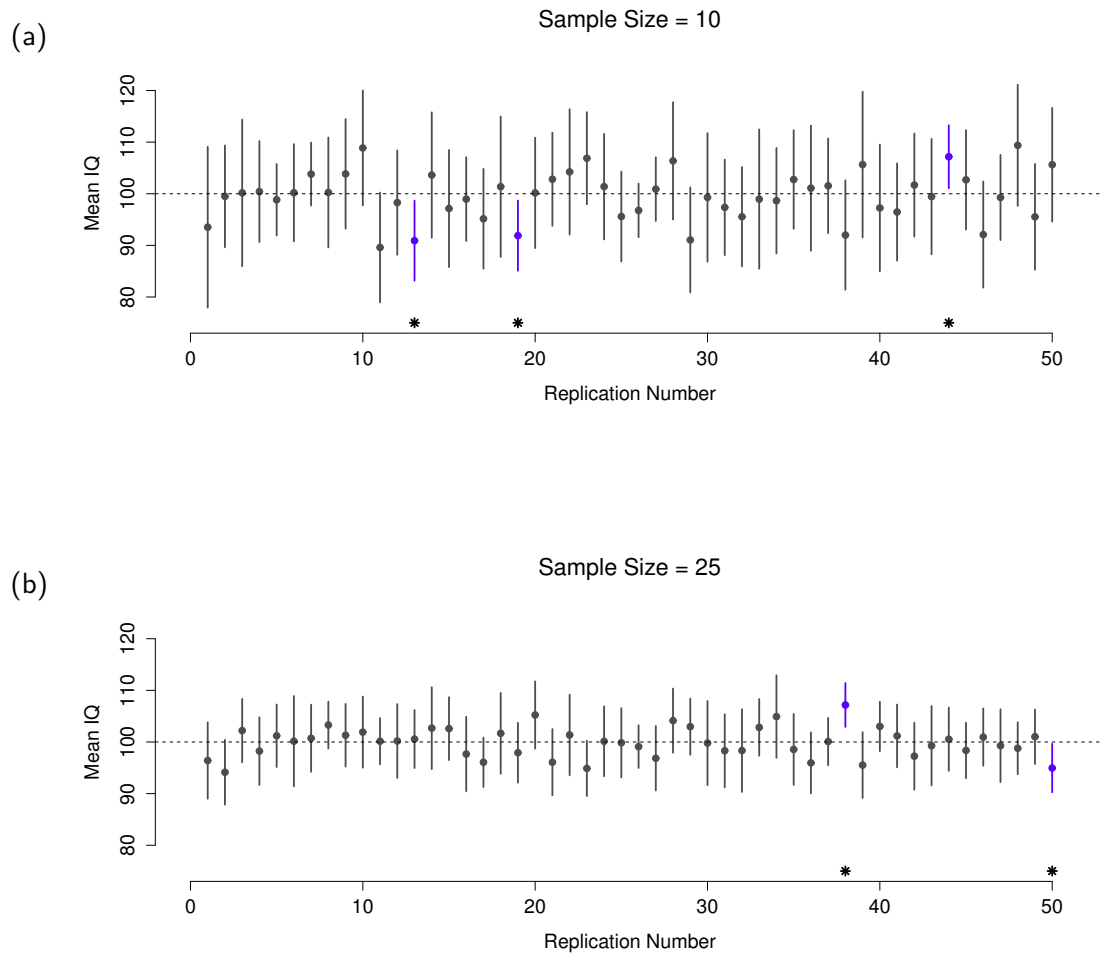 (a)
Sample Size = 10
Mean IQ
120
110
100
90
80
* * *
0 10 20 30 40 50
Replication Number
(b)
Sample Size = 25
Mean IQ
120
110
100
90
80
* *
0 10 20 30 40 50
Replication Number